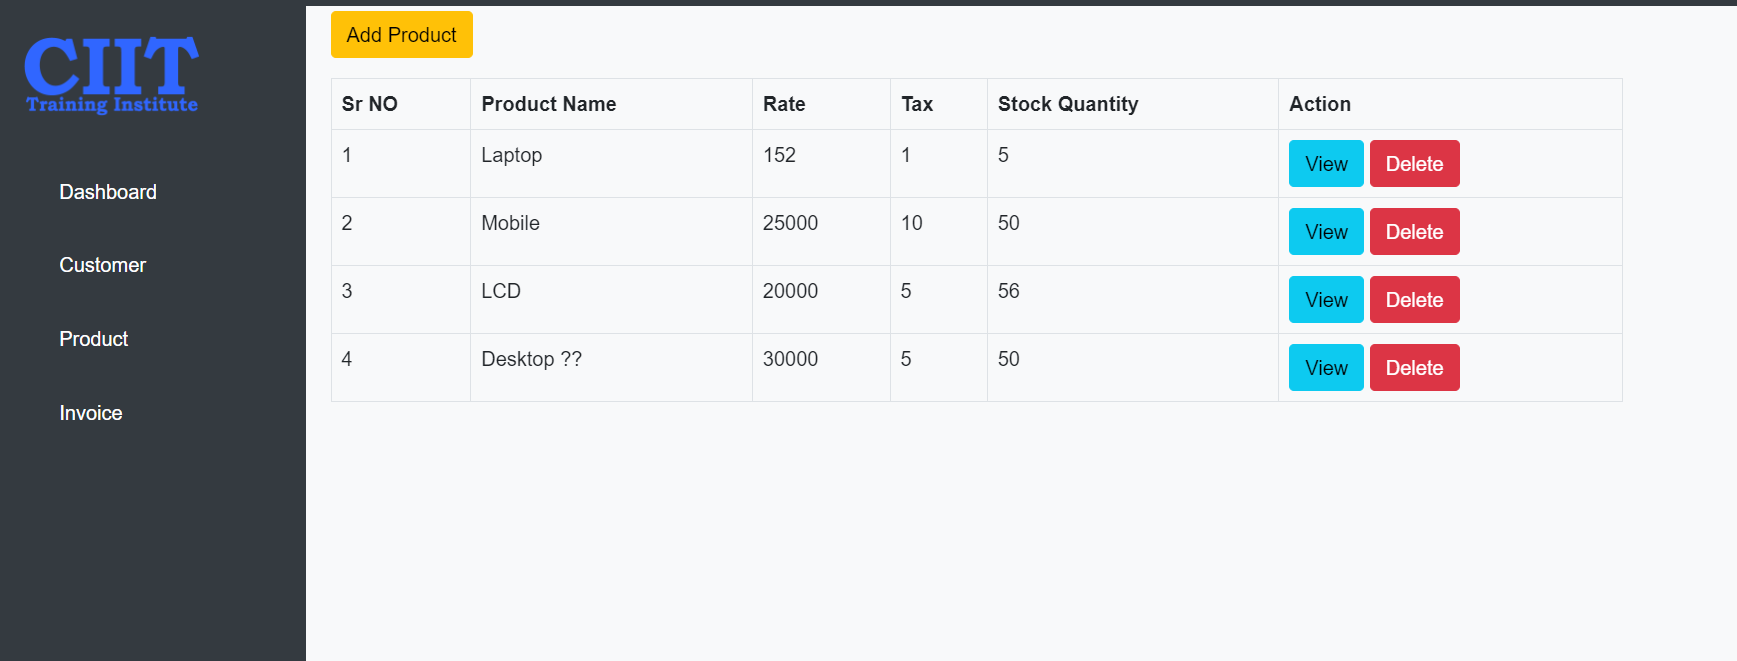 CIIT
Training Institute
Dashboard
Customer
Product
Invoice
Add Product
Sr NO Product Name Rate Tax Stock Quantity Action
1 Laptop 152 1 5 View Delete
2 Mobile 25000 10 50 View Delete
3 LCD 20000 5 56 View Delete
4 Desktop ?? 30000 5 50 View Delete